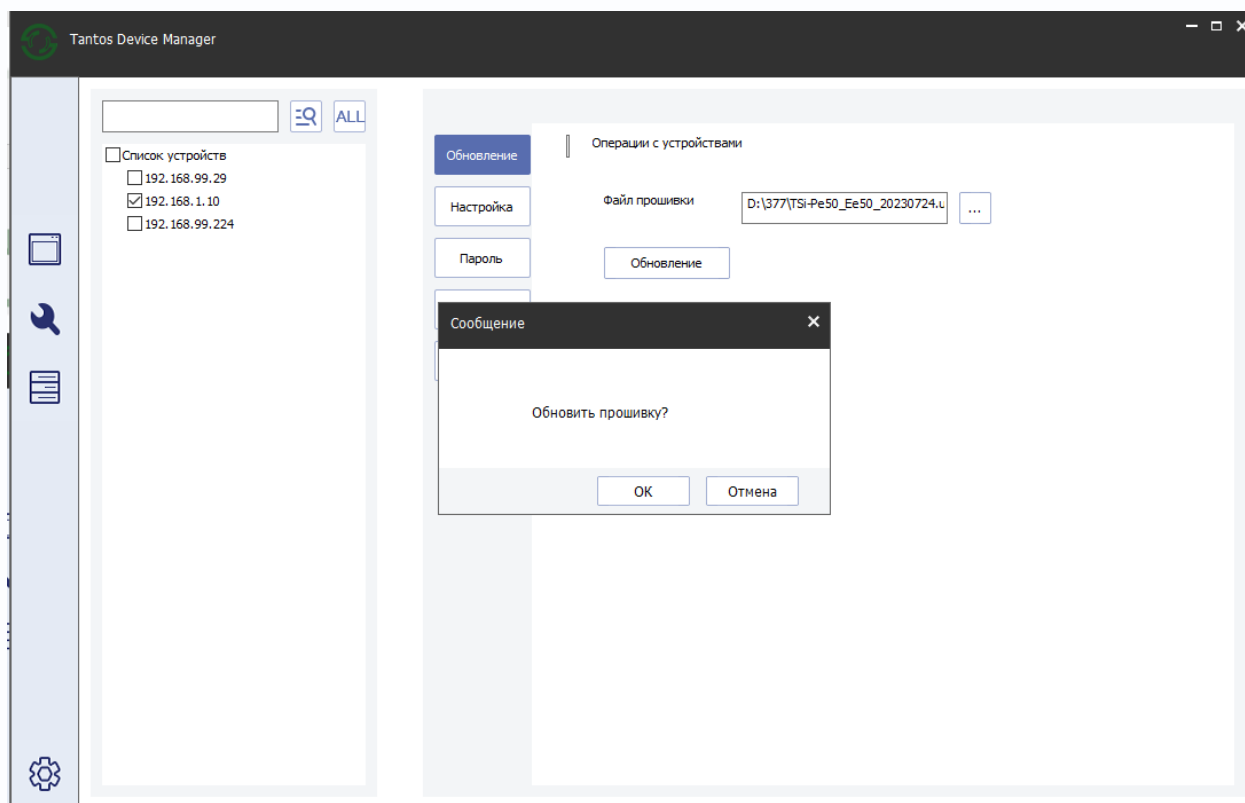 Tantos Device Manager
ALL
Список устройств
192.168.99.29
192.168.1.10
192.168.99.224
Обновление
Настройка
Пароль
Операции с устройствами
Файл прошивки
D:\377\TSi-Pe50_Ee50_20230724.u
...
Обновление
Сообщение
Обновить прошивку?
OK
Отмена